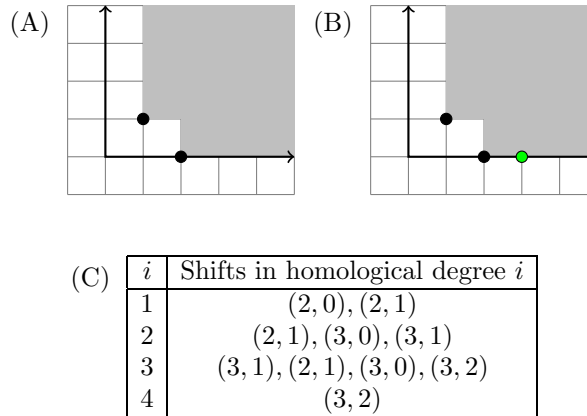 (A) (B)
(C) i Shifts in homological degree i
1 (2, 0), (2, 1)
2 (2, 1), (3, 0), (3, 1)
3 (3, 1), (2, 1), (3, 0), (3, 2)
4 (3, 2)